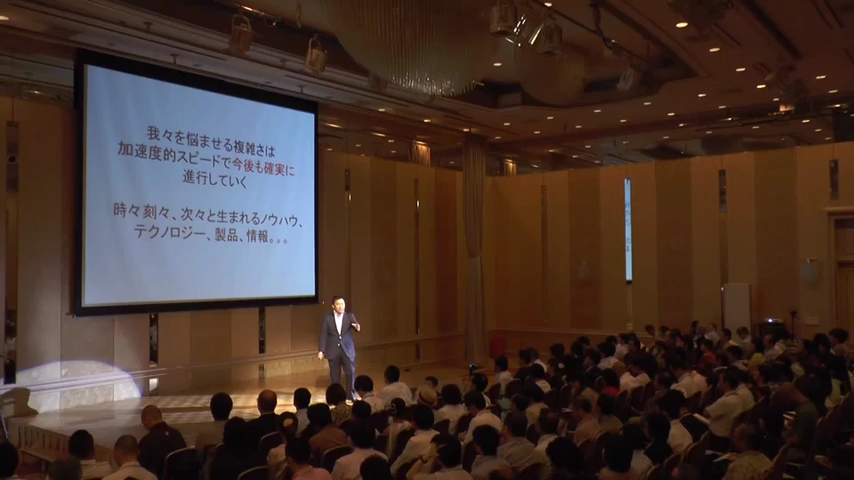 我々を悩ませる複雑さは
加速度的スピードで今後も確実に
進行していく
時々刻々、次々と生まれるノウハウ、
テクノロジー、製品、情報。。。